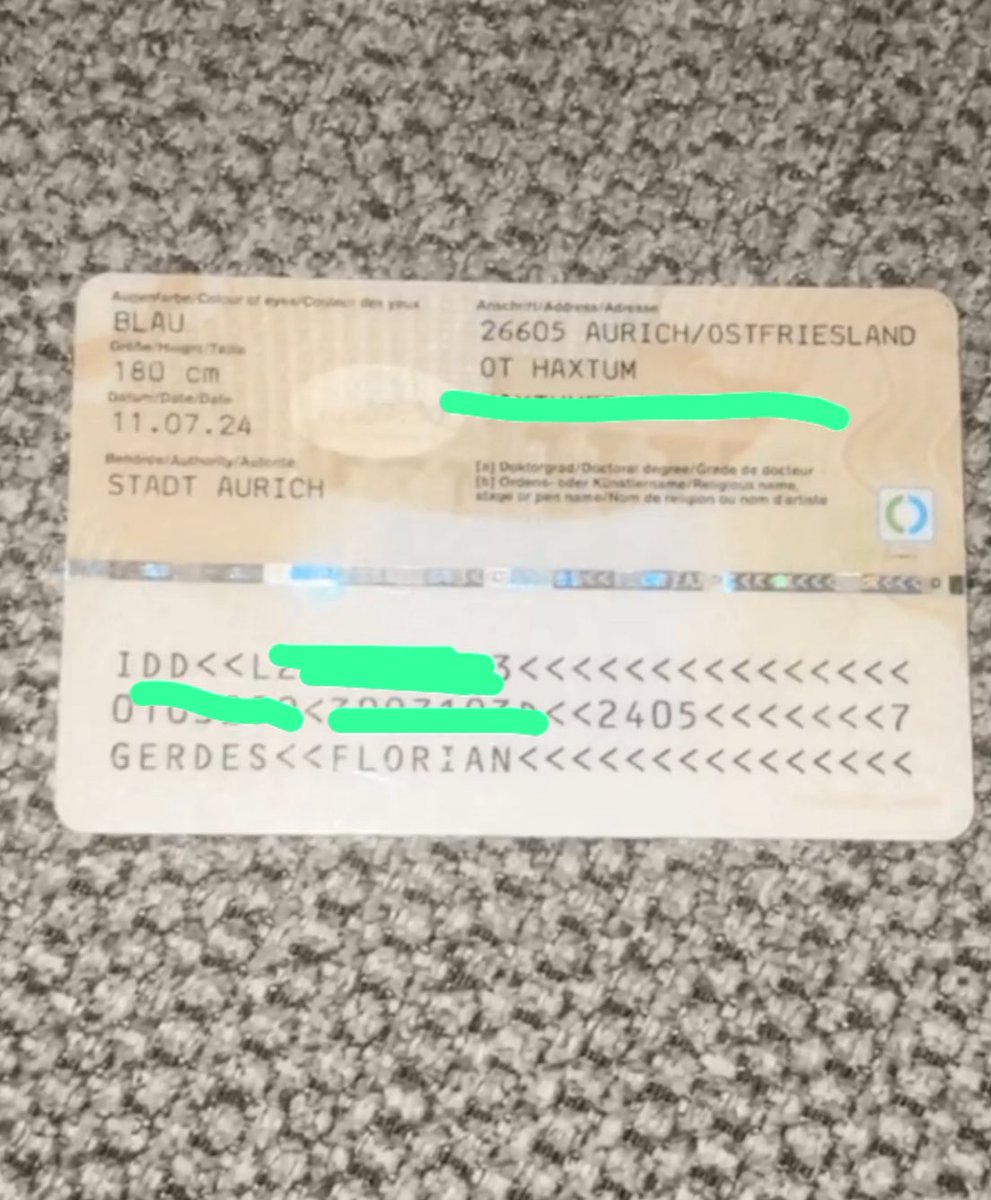 Augenfarbe/Colour of eyes/Couleur des yeux
BLAU
Größe/Height/Taille
180 cm
Datum/Date/Date
11.07.24
Behörde/Authority/Autorité
STADT AURICH
Anschrift/Address/Adresse
26605 AURICH/OSTFRIESLAND
OT HAXTUM
[a] Doktorgrad/Doctoral degree/Grade de docteur
[b] Ordens- oder Künstlername/Religious name,
stage or pen name/Nom de religion ou nom d'artiste
IDD<<L 3<<<<<<<<<<<<<<<
< <<2405<<<<<<<7
GERDES<<FLORIAN<<<<<<<<<<<<<<<